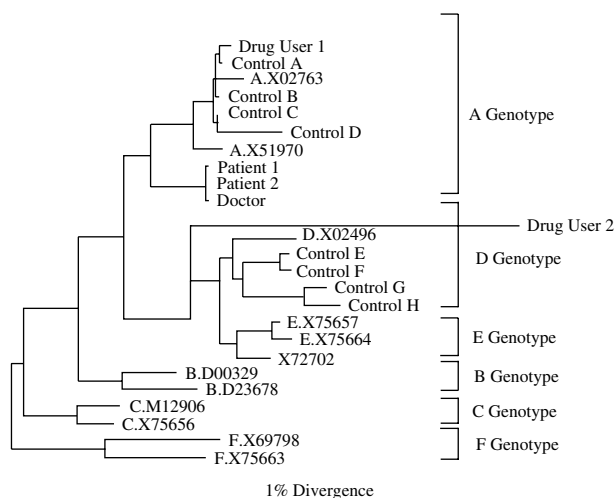 Drug User 1
Control A
A.X02763
Control B
Control C
Control D
A.X51970
Patient 1
Patient 2
Doctor
A Genotype
Drug User 2
D.X02496
Control E
Control F
Control G
Control H
D Genotype
E.X75657
E.X75664
X72702
E Genotype
B.D00329
B.D23678
B Genotype
C.M12906
C.X75656
C Genotype
F.X69798
F.X75663
F Genotype
1% Divergence